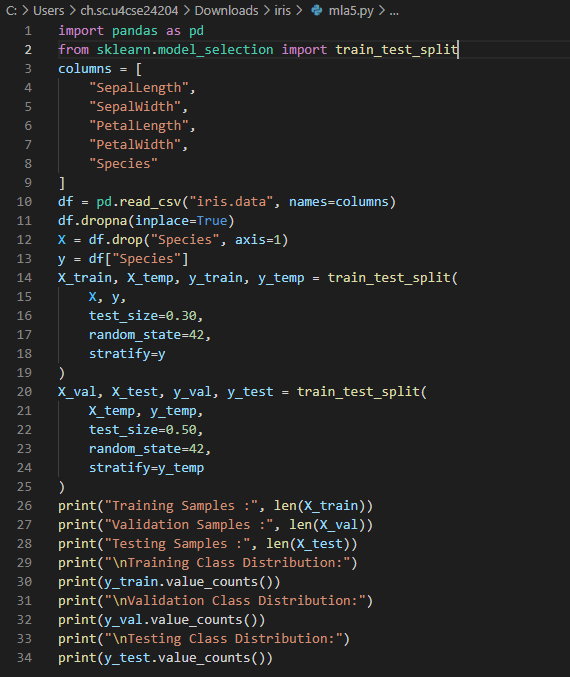 C: > Users > ch.sc.u4cse24204 > Downloads > iris > mla5.py > ...
1 import pandas as pd
2 from sklearn.model_selection import train_test_split
3 columns = [
4     "SepalLength",
5     "SepalWidth",
6     "PetalLength",
7     "PetalWidth",
8     "Species"
9 ]
10 df = pd.read_csv("iris.data", names=columns)
11 df.dropna(inplace=True)
12 X = df.drop("Species", axis=1)
13 y = df["Species"]
14 X_train, X_temp, y_train, y_temp = train_test_split(
15     X, y,
16     test_size=0.30,
17     random_state=42,
18     stratify=y
19 )
20 X_val, X_test, y_val, y_test = train_test_split(
21     X_temp, y_temp,
22     test_size=0.50,
23     random_state=42,
24     stratify=y_temp
25 )
26 print("Training Samples :", len(X_train))
27 print("Validation Samples :", len(X_val))
28 print("Testing Samples :", len(X_test))
29 print("\nTraining Class Distribution:")
30 print(y_train.value_counts())
31 print("\nValidation Class Distribution:")
32 print(y_val.value_counts())
33 print("\nTesting Class Distribution:")
34 print(y_test.value_counts())